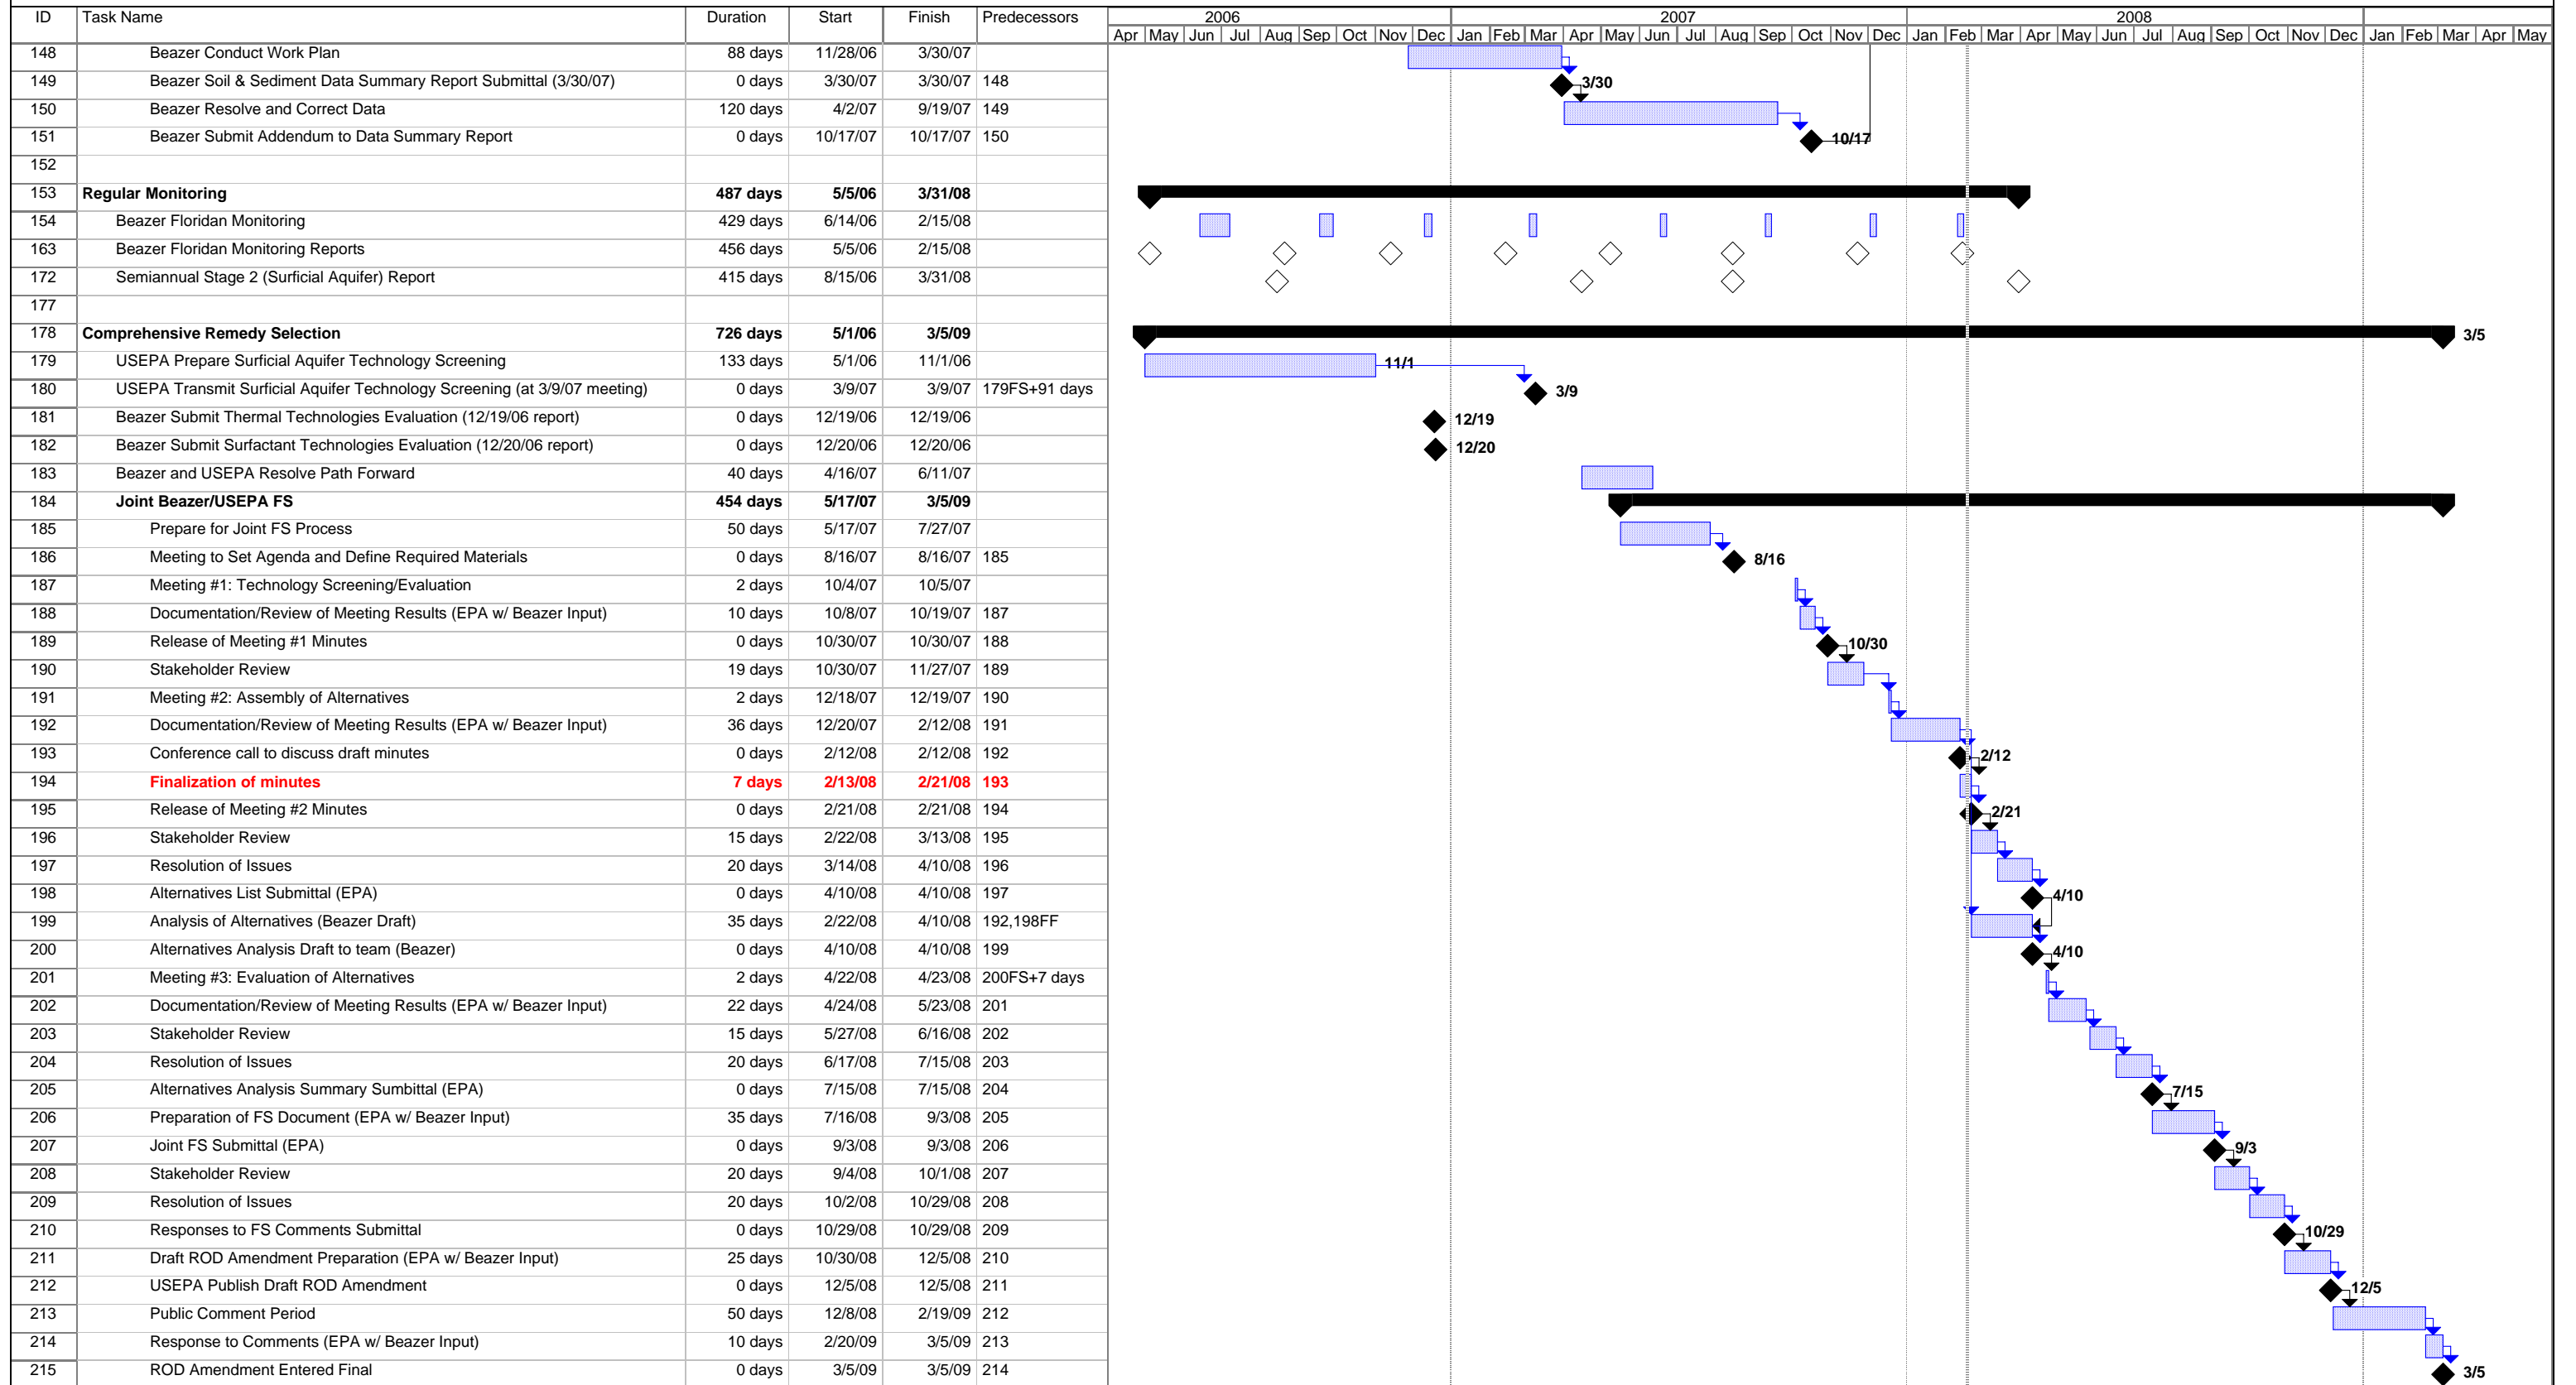 ID Task Name Duration Start Finish Predecessors 2006 2007 2008
Apr May Jun Jul Aug Sep Oct Nov Dec Jan Feb Mar Apr May Jun Jul Aug Sep Oct Nov Dec Jan Feb Mar Apr May Jun Jul Aug Sep Oct Nov Dec Jan Feb Mar Apr May
148 Beazer Conduct Work Plan 88 days 11/28/06 3/30/07
149 Beazer Soil & Sediment Data Summary Report Submittal (3/30/07) 0 days 3/30/07 3/30/07 148 3/30
150 Beazer Resolve and Correct Data 120 days 4/2/07 9/19/07 149
151 Beazer Submit Addendum to Data Summary Report 0 days 10/17/07 10/17/07 150 10/17
152
153 Regular Monitoring 487 days 5/5/06 3/31/08
154 Beazer Floridan Monitoring 429 days 6/14/06 2/15/08
163 Beazer Floridan Monitoring Reports 456 days 5/5/06 2/15/08
172 Semiannual Stage 2 (Surficial Aquifer) Report 415 days 8/15/06 3/31/08
177
178 Comprehensive Remedy Selection 726 days 5/1/06 3/5/09 3/5
179 USEPA Prepare Surficial Aquifer Technology Screening 133 days 5/1/06 11/1/06 11/1
180 USEPA Transmit Surficial Aquifer Technology Screening (at 3/9/07 meeting) 0 days 3/9/07 3/9/07 179FS+91 days 3/9
181 Beazer Submit Thermal Technologies Evaluation (12/19/06 report) 0 days 12/19/06 12/19/06 12/19
182 Beazer Submit Surfactant Technologies Evaluation (12/20/06 report) 0 days 12/20/06 12/20/06 12/20
183 Beazer and USEPA Resolve Path Forward 40 days 4/16/07 6/11/07
184 Joint Beazer/USEPA FS 454 days 5/17/07 3/5/09
185 Prepare for Joint FS Process 50 days 5/17/07 7/27/07
186 Meeting to Set Agenda and Define Required Materials 0 days 8/16/07 8/16/07 185 8/16
187 Meeting #1: Technology Screening/Evaluation 2 days 10/4/07 10/5/07
188 Documentation/Review of Meeting Results (EPA w/ Beazer Input) 10 days 10/8/07 10/19/07 187
189 Release of Meeting #1 Minutes 0 days 10/30/07 10/30/07 188 10/30
190 Stakeholder Review 19 days 10/30/07 11/27/07 189
191 Meeting #2: Assembly of Alternatives 2 days 12/18/07 12/19/07 190
192 Documentation/Review of Meeting Results (EPA w/ Beazer Input) 36 days 12/20/07 2/12/08 191
193 Conference call to discuss draft minutes 0 days 2/12/08 2/12/08 192 2/12
194 Finalization of minutes 7 days 2/13/08 2/21/08 193
195 Release of Meeting #2 Minutes 0 days 2/21/08 2/21/08 194 2/21
196 Stakeholder Review 15 days 2/22/08 3/13/08 195
197 Resolution of Issues 20 days 3/14/08 4/10/08 196
198 Alternatives List Submittal (EPA) 0 days 4/10/08 4/10/08 197 4/10
199 Analysis of Alternatives (Beazer Draft) 35 days 2/22/08 4/10/08 192,198FF
200 Alternatives Analysis Draft to team (Beazer) 0 days 4/10/08 4/10/08 199 4/10
201 Meeting #3: Evaluation of Alternatives 2 days 4/22/08 4/23/08 200FS+7 days
202 Documentation/Review of Meeting Results (EPA w/ Beazer Input) 22 days 4/24/08 5/23/08 201
203 Stakeholder Review 15 days 5/27/08 6/16/08 202
204 Resolution of Issues 20 days 6/17/08 7/15/08 203
205 Alternatives Analysis Summary Sumbittal (EPA) 0 days 7/15/08 7/15/08 204 7/15
206 Preparation of FS Document (EPA w/ Beazer Input) 35 days 7/16/08 9/3/08 205
207 Joint FS Submittal (EPA) 0 days 9/3/08 9/3/08 206 9/3
208 Stakeholder Review 20 days 9/4/08 10/1/08 207
209 Resolution of Issues 20 days 10/2/08 10/29/08 208
210 Responses to FS Comments Submittal 0 days 10/29/08 10/29/08 209 10/29
211 Draft ROD Amendment Preparation (EPA w/ Beazer Input) 25 days 10/30/08 12/5/08 210
212 USEPA Publish Draft ROD Amendment 0 days 12/5/08 12/5/08 211 12/5
213 Public Comment Period 50 days 12/8/08 2/19/09 212
214 Response to Comments (EPA w/ Beazer Input) 10 days 2/20/09 3/5/09 213
215 ROD Amendment Entered Final 0 days 3/5/09 3/5/09 214 3/5